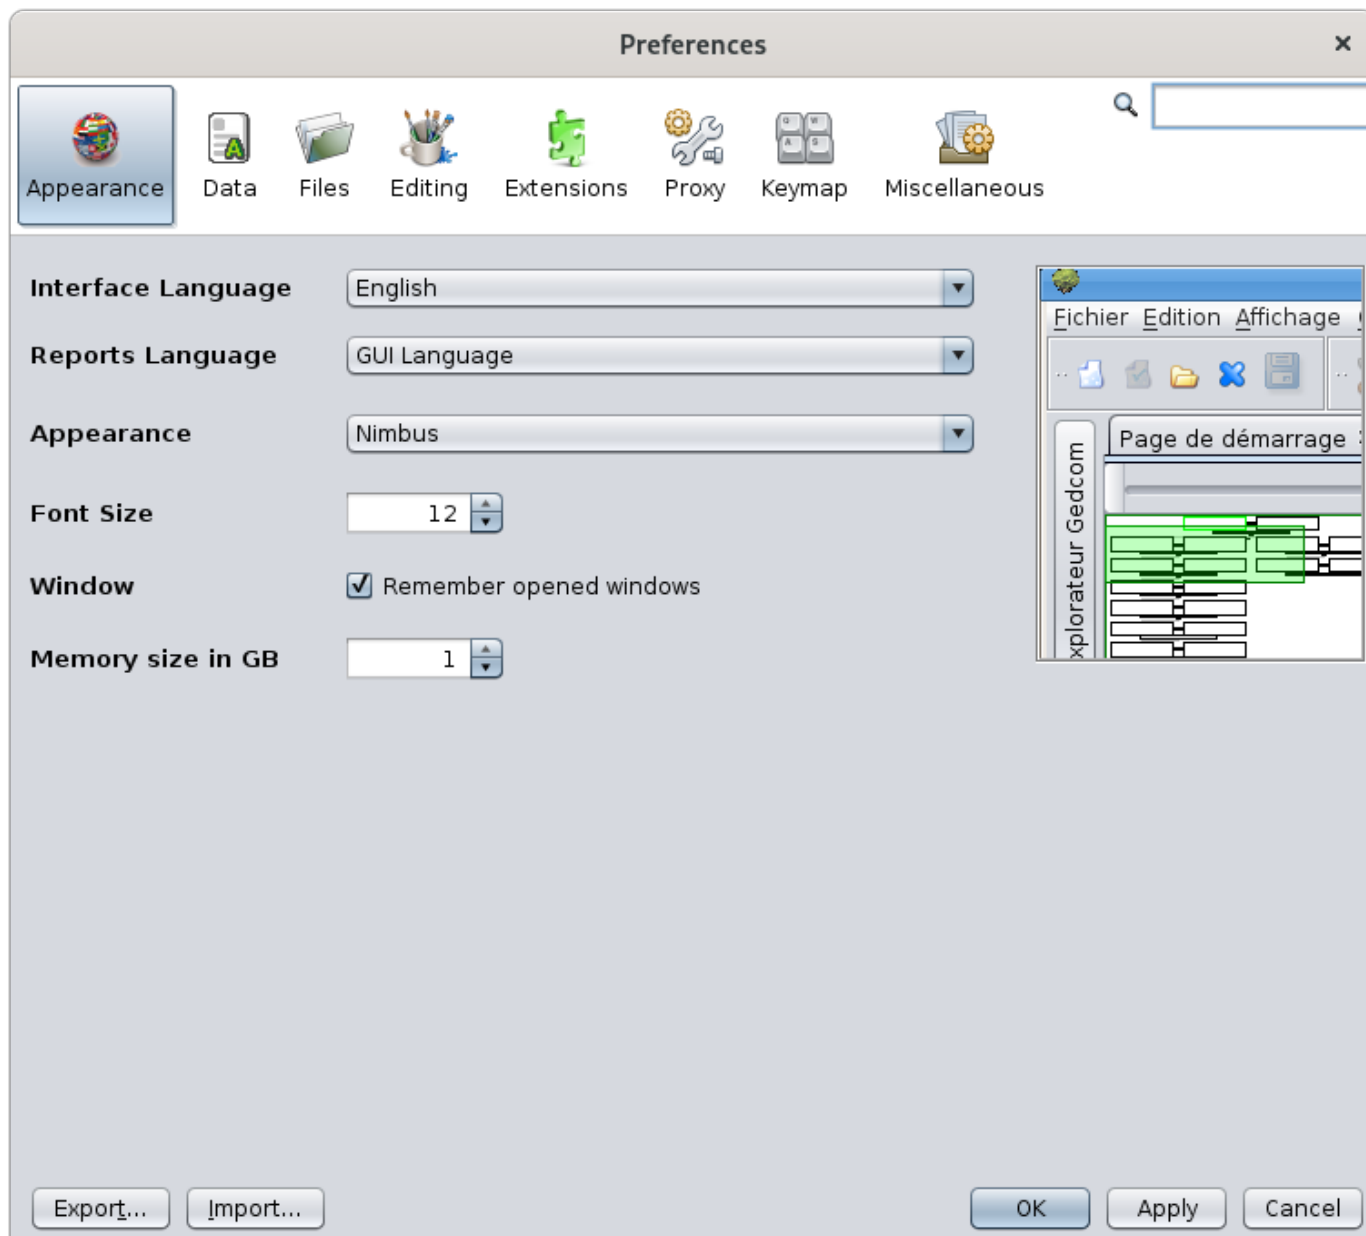 Preferences
Appearance
Data
Files
Editing
Extensions
Proxy
Keymap
Miscellaneous
Interface Language
English
Reports Language
GUI Language
Appearance
Nimbus
Font Size
12
Window
Remember opened windows
Memory size in GB
1
Fichier Edition Affichage
Page de démarrage
xplorateur Gedcom
Export...
Import...
OK
Apply
Cancel